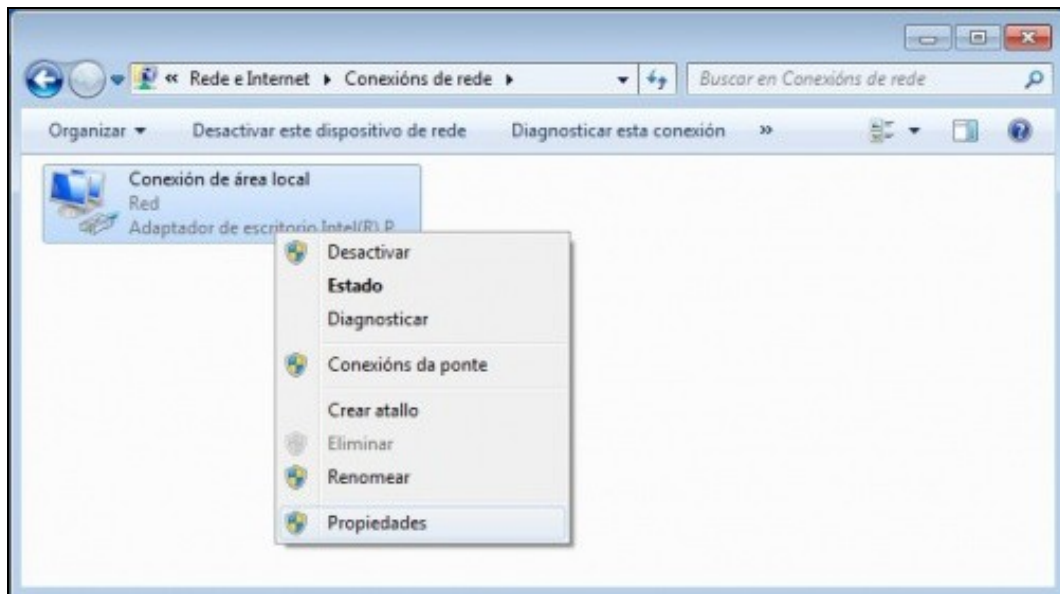 « Rede e Internet ▸ Conexións de rede ▸
Buscar en Conexións de rede
Organizar
Desactivar este dispositivo de rede
Diagnosticar esta conexión
»
Conexión de área local
Red
Adaptador de escritorio Intel(R) P
Desactivar
Estado
Diagnosticar
Conexións da ponte
Crear atallo
Eliminar
Renomear
Propiedades